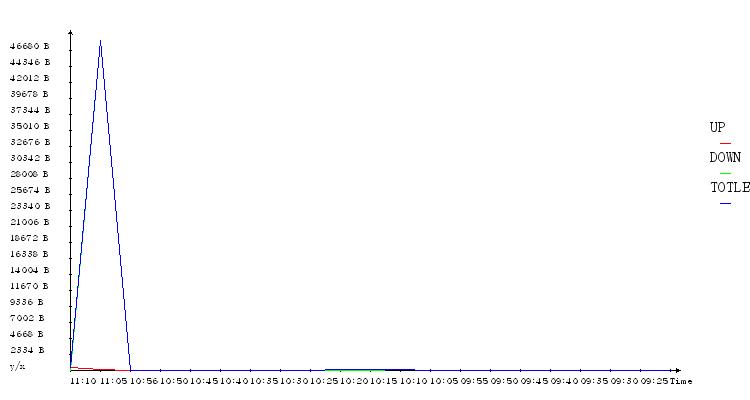 46680 B
44346 B
42012 B
39678 B
37344 B
35010 B
32676 B
30342 B
28008 B
25674 B
23340 B
21006 B
18672 B
16338 B
14004 B
11670 B
9336 B
7002 B
4668 B
2334 B
y/x
11:10 11:05 10:56 10:50 10:45 10:40 10:35 10:30 10:25 10:20 10:15 10:10 10:05 09:55 09:50 09:45 09:40 09:35 09:30 09:25 Time
UP
DOWN
TOTLE